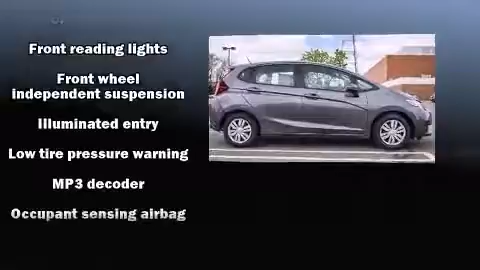 Front reading lights
Front wheel
independent suspension
Illuminated entry
Low tire pressure warning
MP3 decoder
Occupant sensing airbag